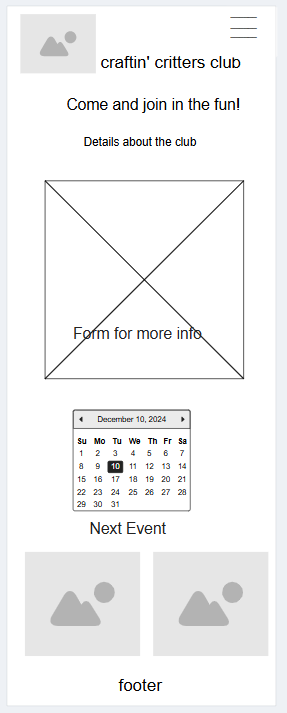 craftin' critters club
Come and join in the fun!
Details about the club
Form for more info
December 10, 2024
Su Mo Tu We Th Fr Sa
1 2 3 4 5 6 7
8 9 10 11 12 13 14
15 16 17 18 19 20 21
22 23 24 25 26 27 28
29 30 31
Next Event
footer